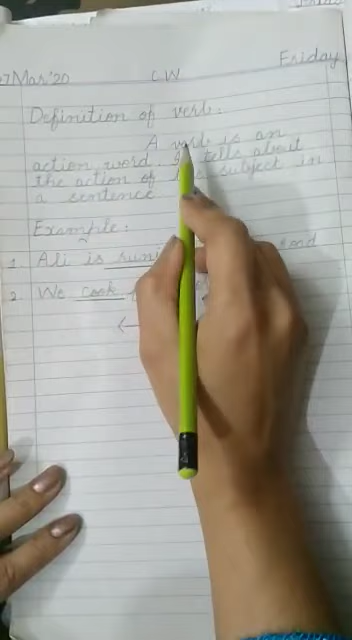 27 Mar'20 C W Friday
Definition of verb.
A verb is an
action word. It tells about
the action of subject in
a sentence
Example:
1 Ali is
2 We cook